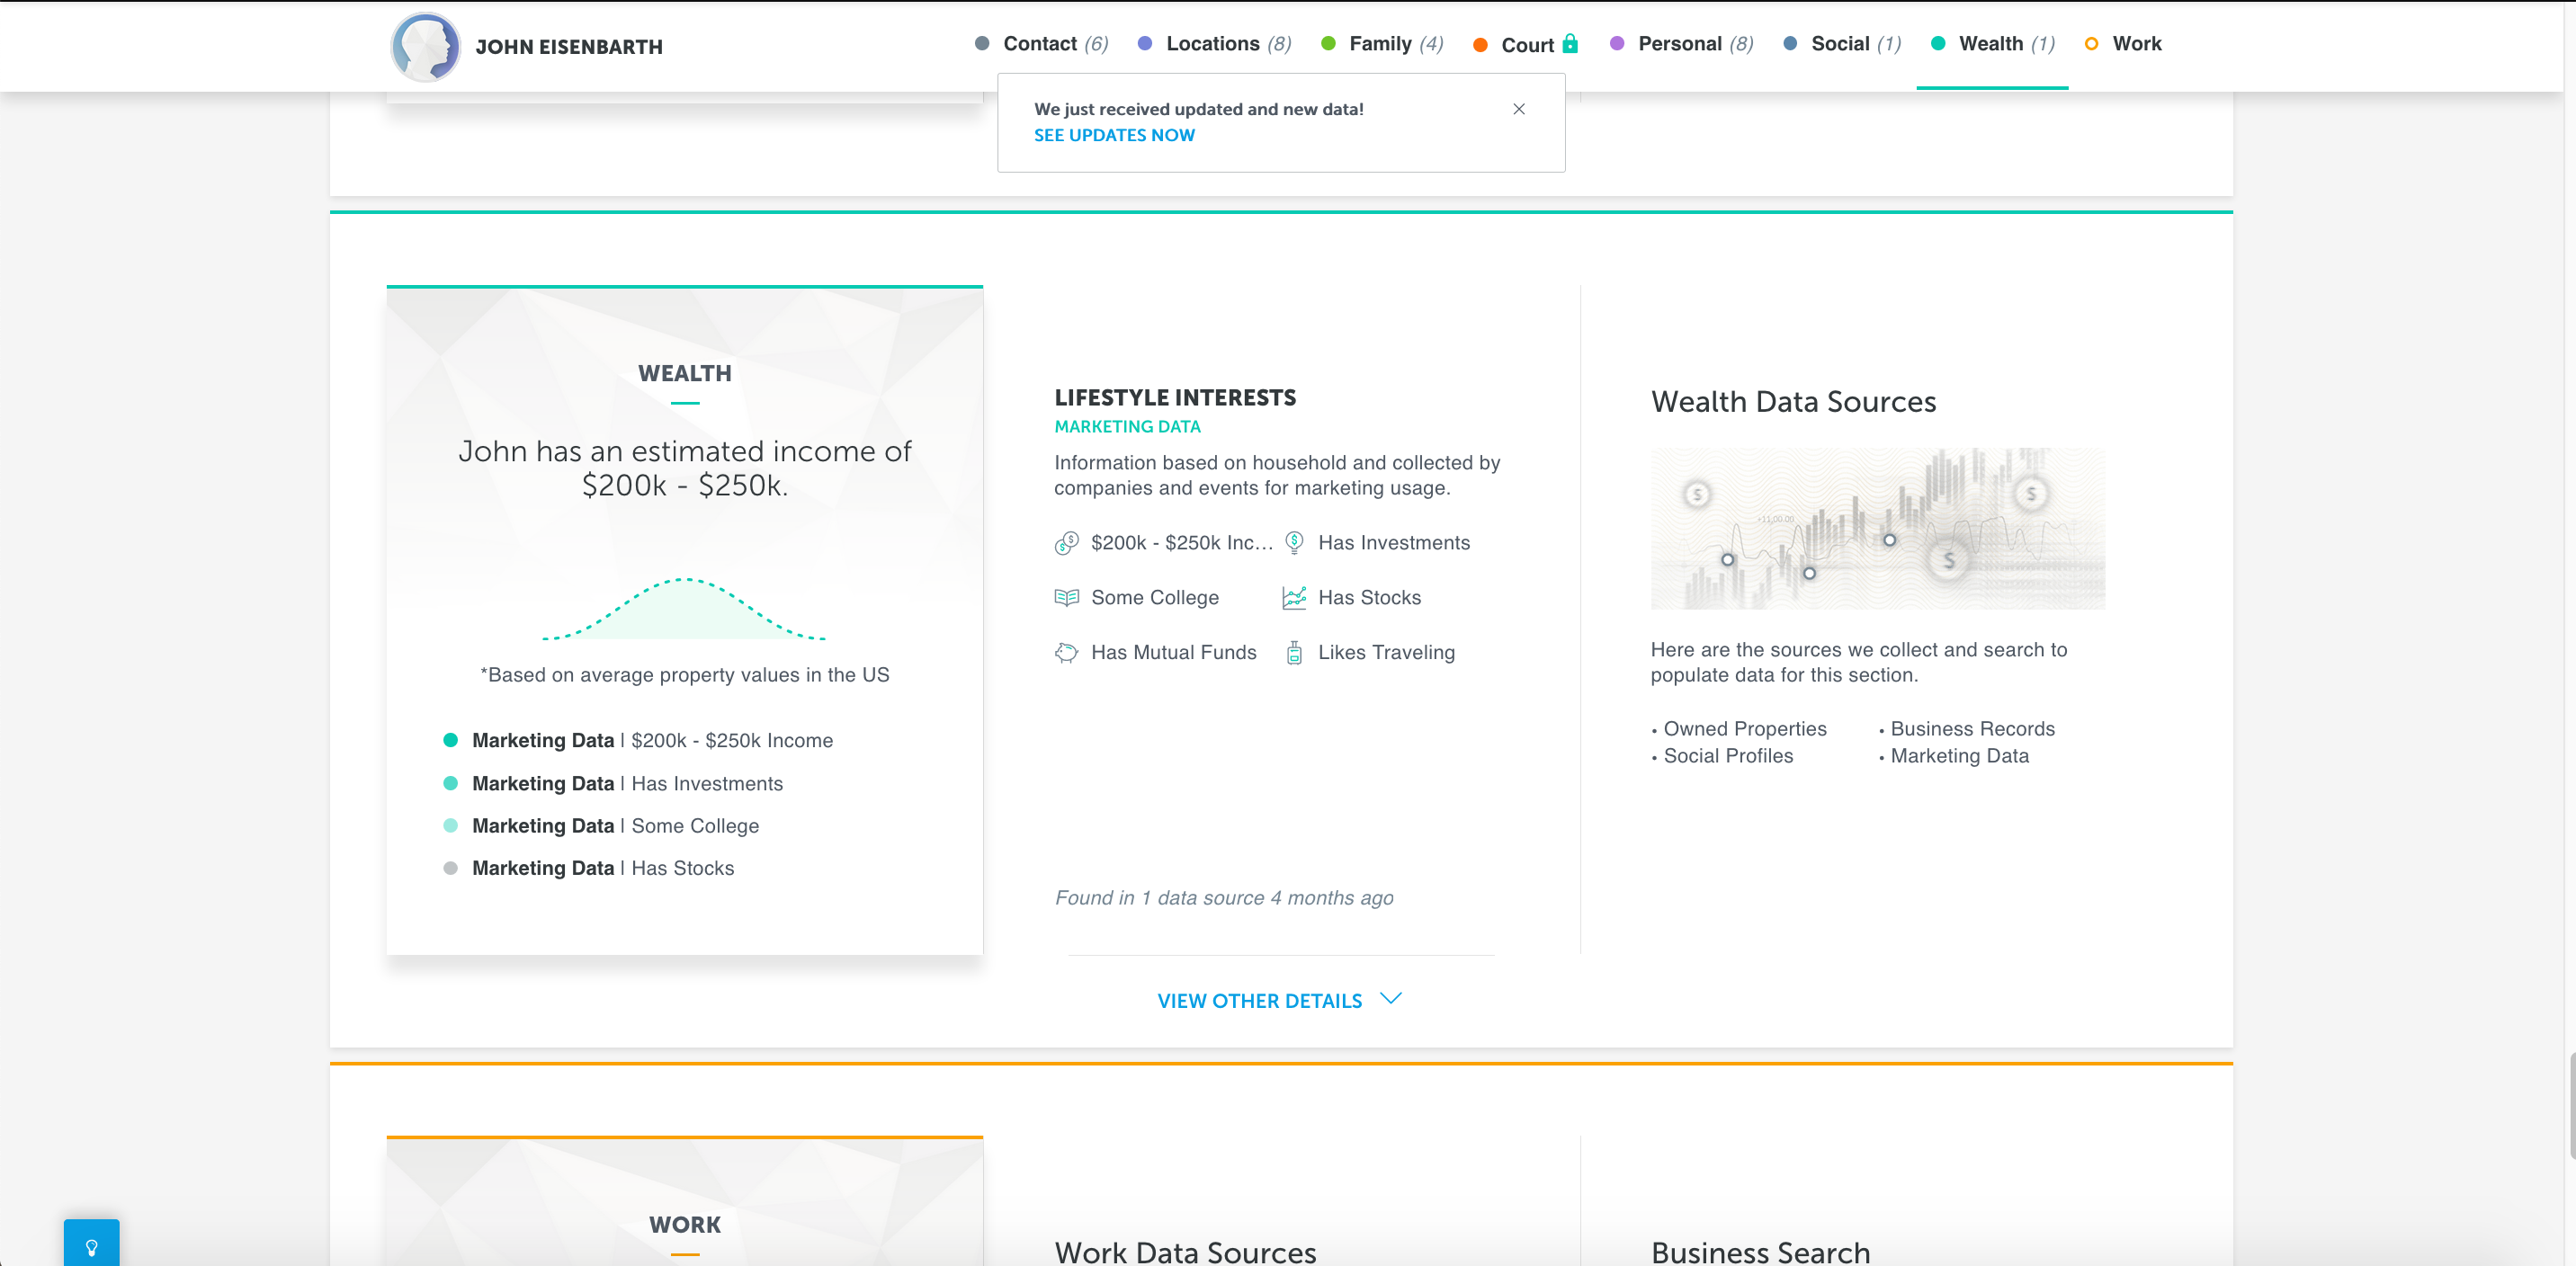 JOHN EISENBARTH
Contact (6) Locations (8) Family (4) Court Personal (8) Social (1) Wealth (1) Work
We just received updated and new data!
SEE UPDATES NOW
WEALTH
John has an estimated income of
$200k - $250k.
*Based on average property values in the US
Marketing Data | $200k - $250k Income
Marketing Data | Has Investments
Marketing Data | Some College
Marketing Data | Has Stocks
LIFESTYLE INTERESTS
MARKETING DATA
Information based on household and collected by
companies and events for marketing usage.
$200k - $250k Inc... Has Investments
Some College Has Stocks
Has Mutual Funds Likes Traveling
Found in 1 data source 4 months ago
Wealth Data Sources
+11,00.00
Here are the sources we collect and search to
populate data for this section.
• Owned Properties • Business Records
• Social Profiles • Marketing Data
VIEW OTHER DETAILS
WORK
Work Data Sources
Business Search